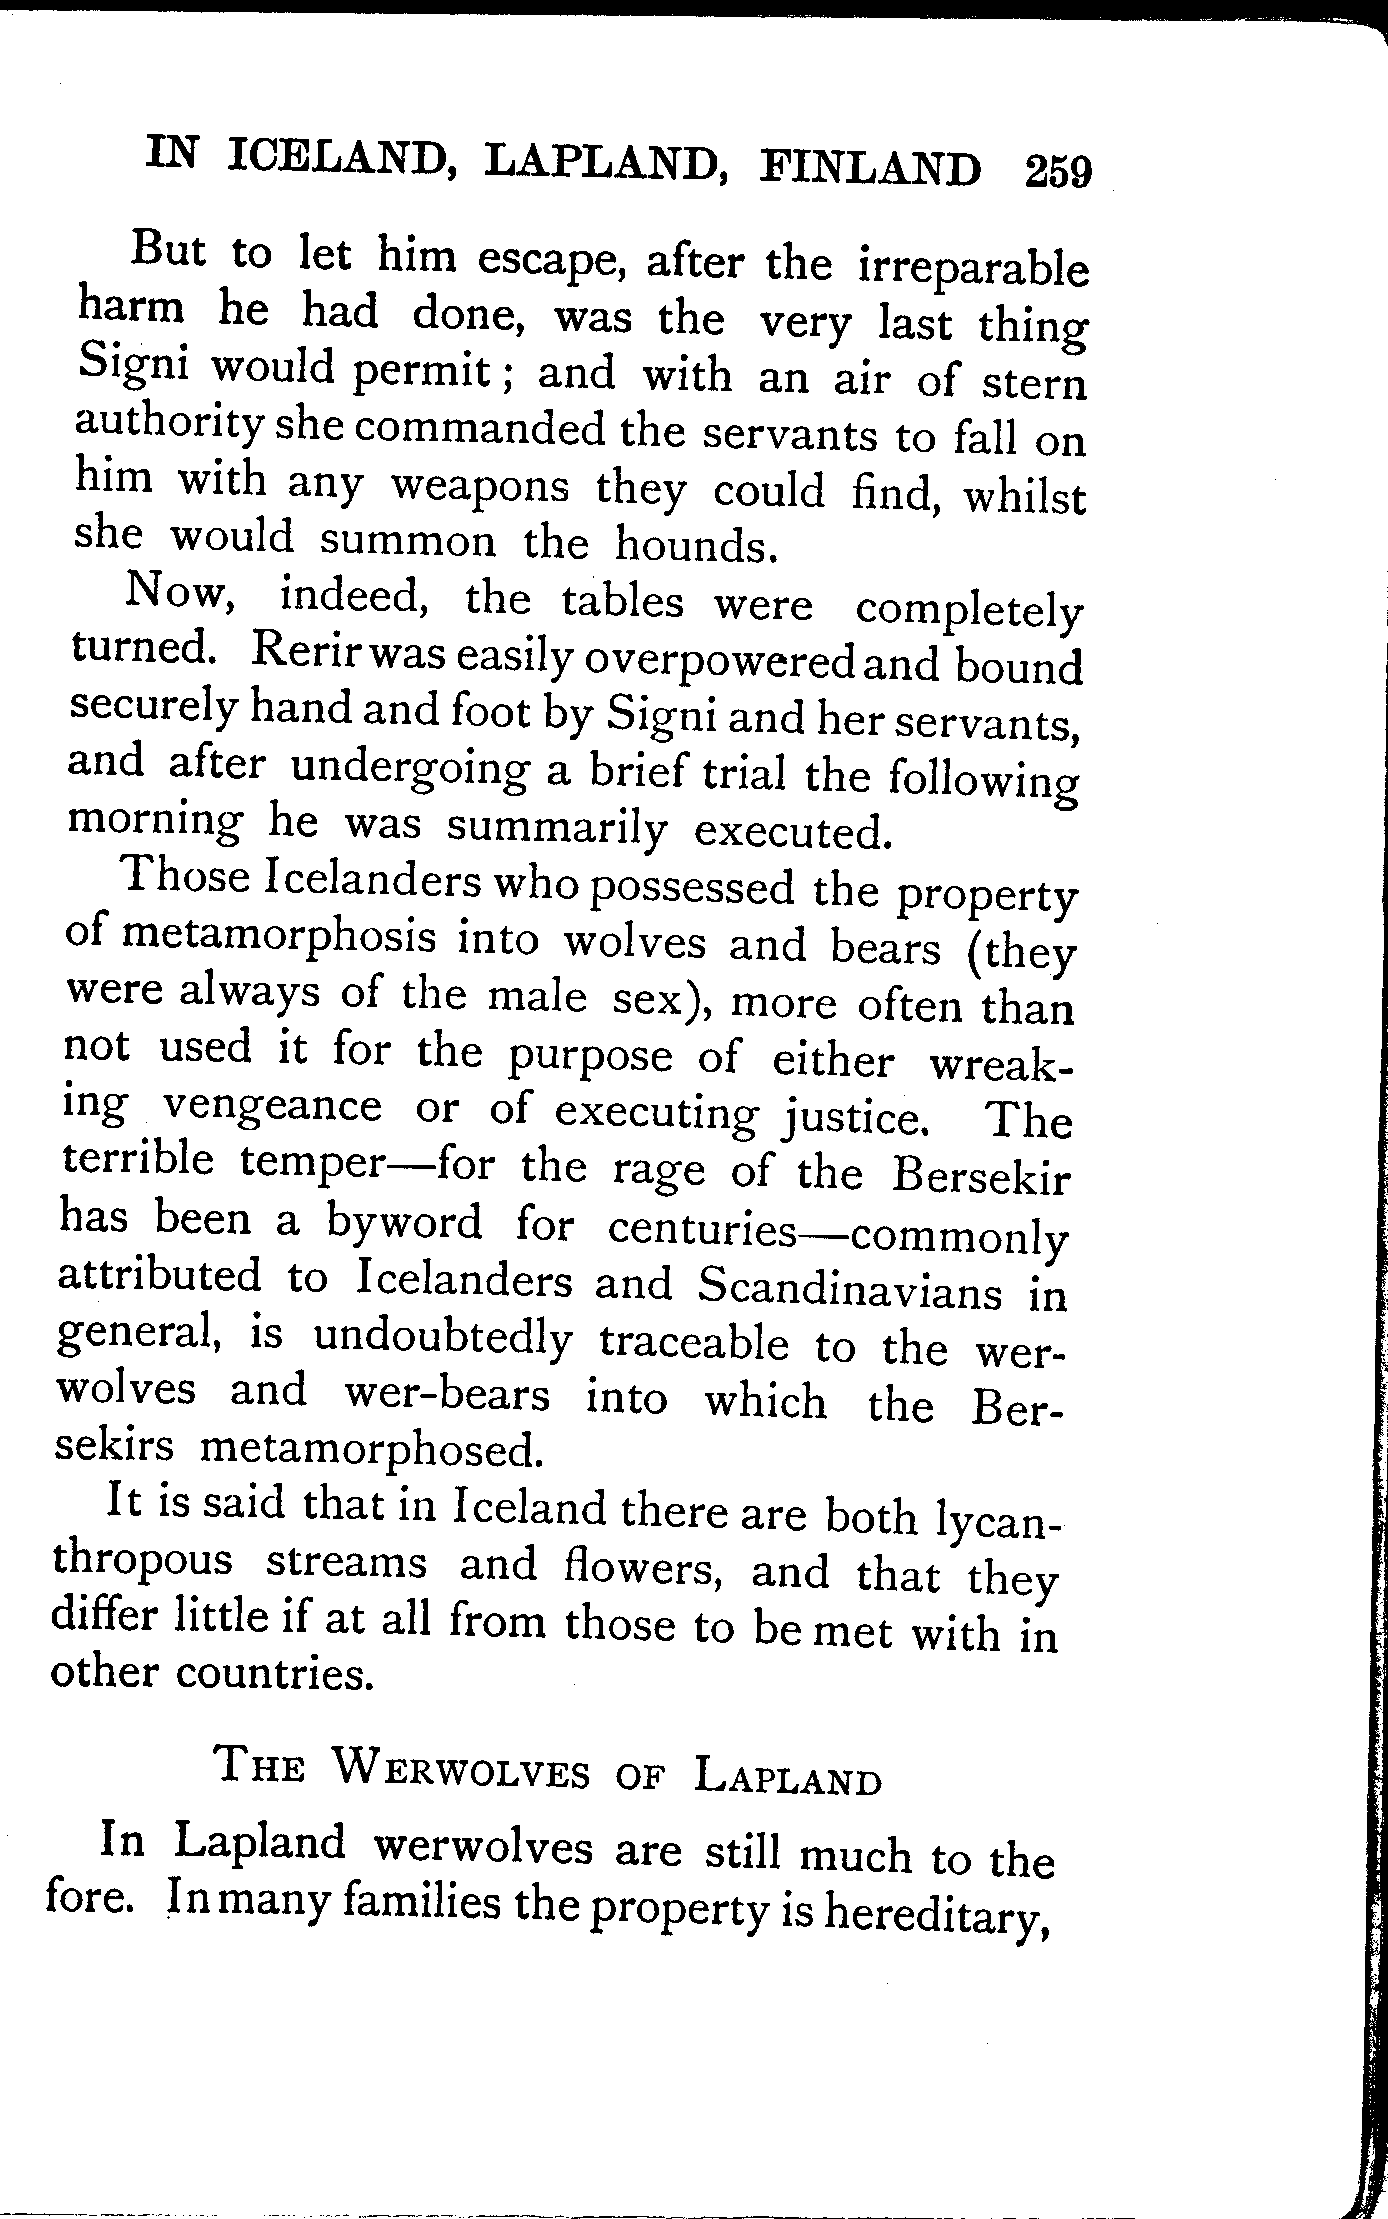 IN ICELAND, LAPLAND, FINLAND 259
But to let him escape, after the irreparable
harm he had done, was the very last thing
Signi would permit ; and with an air of stern
authority she commanded the servants to fall on
him with any weapons they could find, whilst
she would summon the hounds.
Now, indeed, the tables were completely
turned. Rerir was easily overpowered and bound
securely hand and foot by Signi and her servants,
and after undergoing a brief trial the following
morning he was summarily executed.
Those Icelanders who possessed the property
of metamorphosis into wolves and bears (they
were always of the male sex), more often than
not used it for the purpose of either wreak-
ing vengeance or of executing justice. The
terrible temper—for the rage of the Bersekir
has been a byword for centuries—commonly
attributed to Icelanders and Scandinavians in
general, is undoubtedly traceable to the wer-
wolves and wer-bears into which the Ber-
sekirs metamorphosed.
It is said that in Iceland there are both lycan-
thropous streams and flowers, and that they
differ little if at all from those to be met with in
other countries.
THE WERWOLVES OF LAPLAND
In Lapland werwolves are still much to the
fore. In many families the property is hereditary,